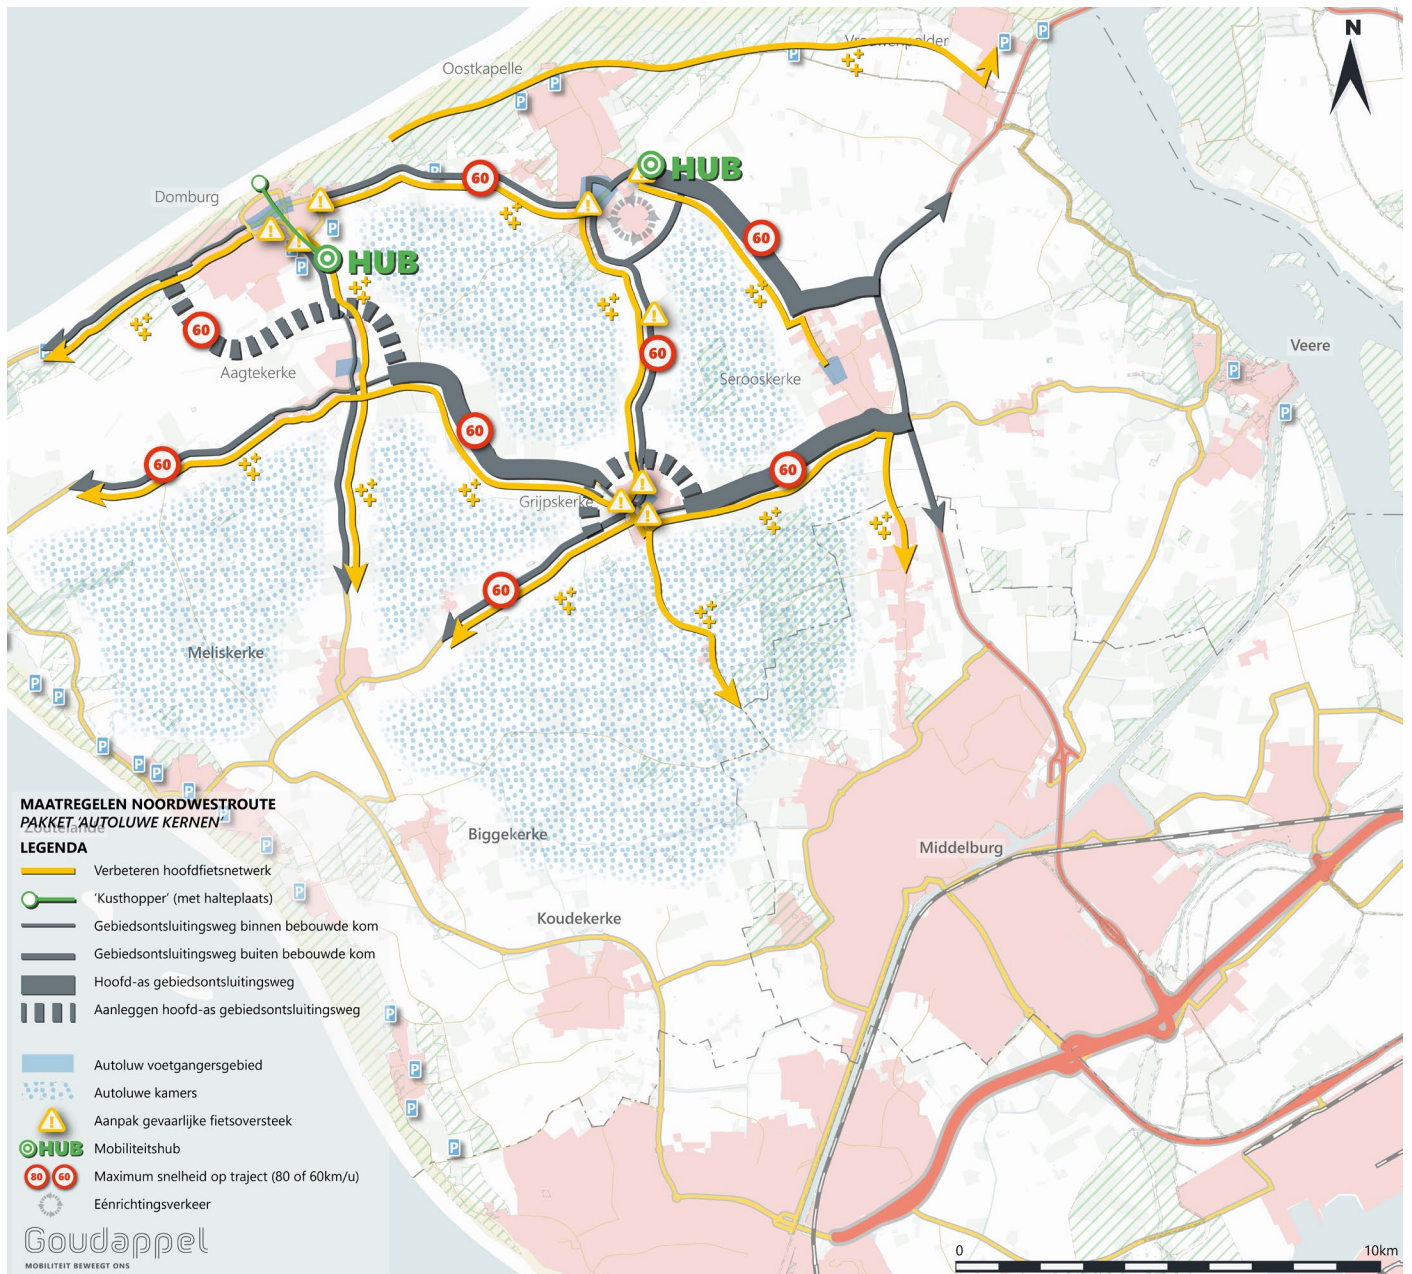 N
Vrouwenpolder
Oostkapelle
P
P
P
P
P
P
HUB
60
Domburg
P
P
HUB
60
60
60
Aagtekerke
Serooskerke
Veere
P
P
60
60
60
Grijpskerke
60
Meliskerke
P
P
P
P
P
P
MAATREGELEN NOORDWESTROUTE
PAKKET ‘AUTOLUWE KERNEN’
Zoutelande
Biggekerke
Middelburg
P
P
Koudekerke
P
P
P
P
LEGENDA
Verbeteren hoofdfietsnetwerk
‘Kusthopper’ (met halteplaats)
Gebiedsontsluitingsweg binnen bebouwde kom
Gebiedsontsluitingsweg buiten bebouwde kom
Hoofd-as gebiedsontsluitingsweg
Aanleggen hoofd-as gebiedsontsluitingsweg
Autoluw voetgangersgebied
Autoluwe kamers
Aanpak gevaarlijke fietsoversteek
HUB Mobiliteitshub
80 60 Maximum snelheid op traject (80 of 60km/u)
Eénrichtingsverkeer
Goudappel
MOBILITEIT BEWEEGT ONS
0 10km